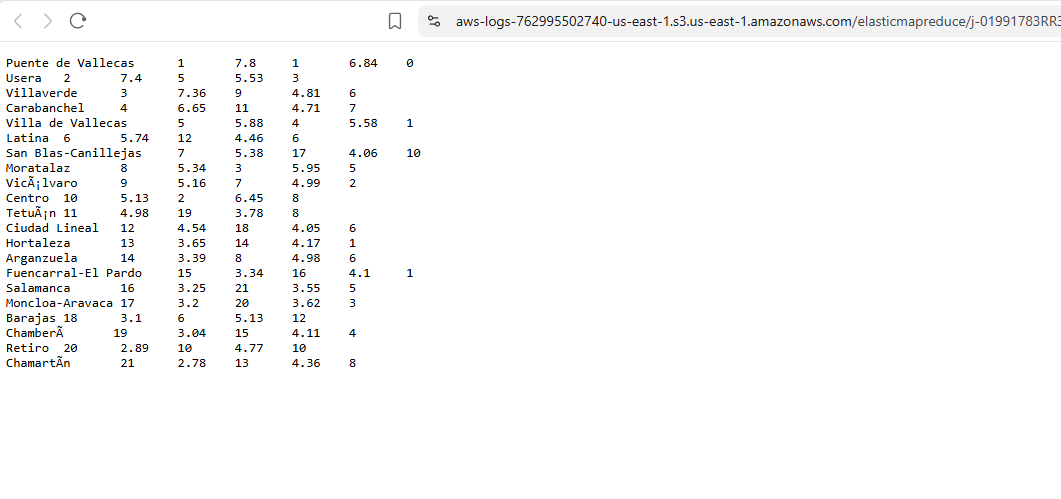 aws-logs-762995502740-us-east-1.s3.us-east-1.amazonaws.com/elasticmapreduce/j-01991783RR3
Puente de Vallecas 1 7.8 1 6.84 0
Usera 2 7.4 5 5.53 3
Villaverde 3 7.36 9 4.81 6
Carabanchel 4 6.65 11 4.71 7
Villa de Vallecas 5 5.88 4 5.58 1
Latina 6 5.74 12 4.46 6
San Blas-Canillejas 7 5.38 17 4.06 10
Moratalaz 8 5.34 3 5.95 5
VicÃ¡lvaro 9 5.16 7 4.99 2
Centro 10 5.13 2 6.45 8
TetuÃ¡n 11 4.98 19 3.78 8
Ciudad Lineal 12 4.54 18 4.05 6
Hortaleza 13 3.65 14 4.17 1
Arganzuela 14 3.39 8 4.98 6
Fuencarral-El Pardo 15 3.34 16 4.1 1
Salamanca 16 3.25 21 3.55 5
Moncloa-Aravaca 17 3.2 20 3.62 3
Barajas 18 3.1 6 5.13 12
ChamberÃ­ 19 3.04 15 4.11 4
Retiro 20 2.89 10 4.77 10
ChamartÃ­n 21 2.78 13 4.36 8